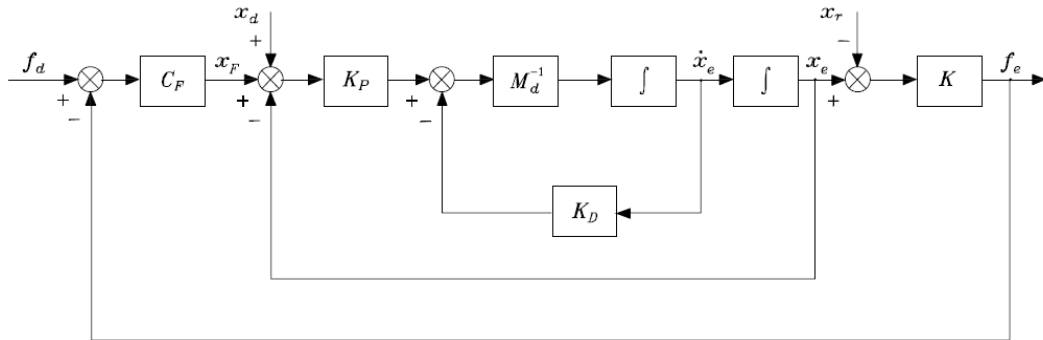 x_d
x_r
+
−
f_d
C_F
x_F
K_P
M_d^{-1}
∫
ẋ_e
∫
x_e
K
f_e
+
+
+
+
−
−
−
K_D